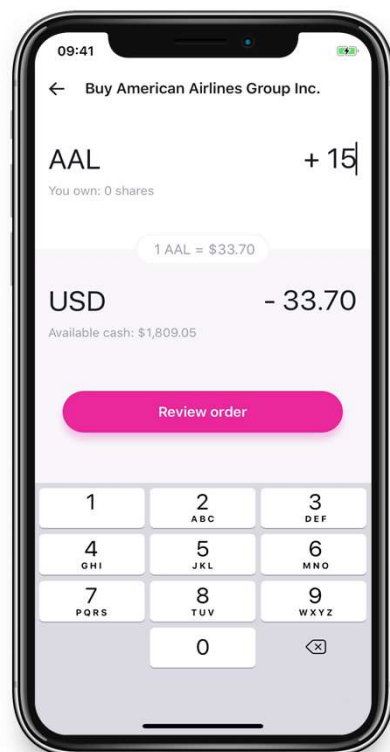 09:41
← Buy American Airlines Group Inc.
AAL + 15
You own: 0 shares
1 AAL = $33.70
USD - 33.70
Available cash: $1,809.05
Review order
1 2 3
ABC DEF
4 5 6
GHI JKL MNO
7 8 9
PQRS TUV WXYZ
0